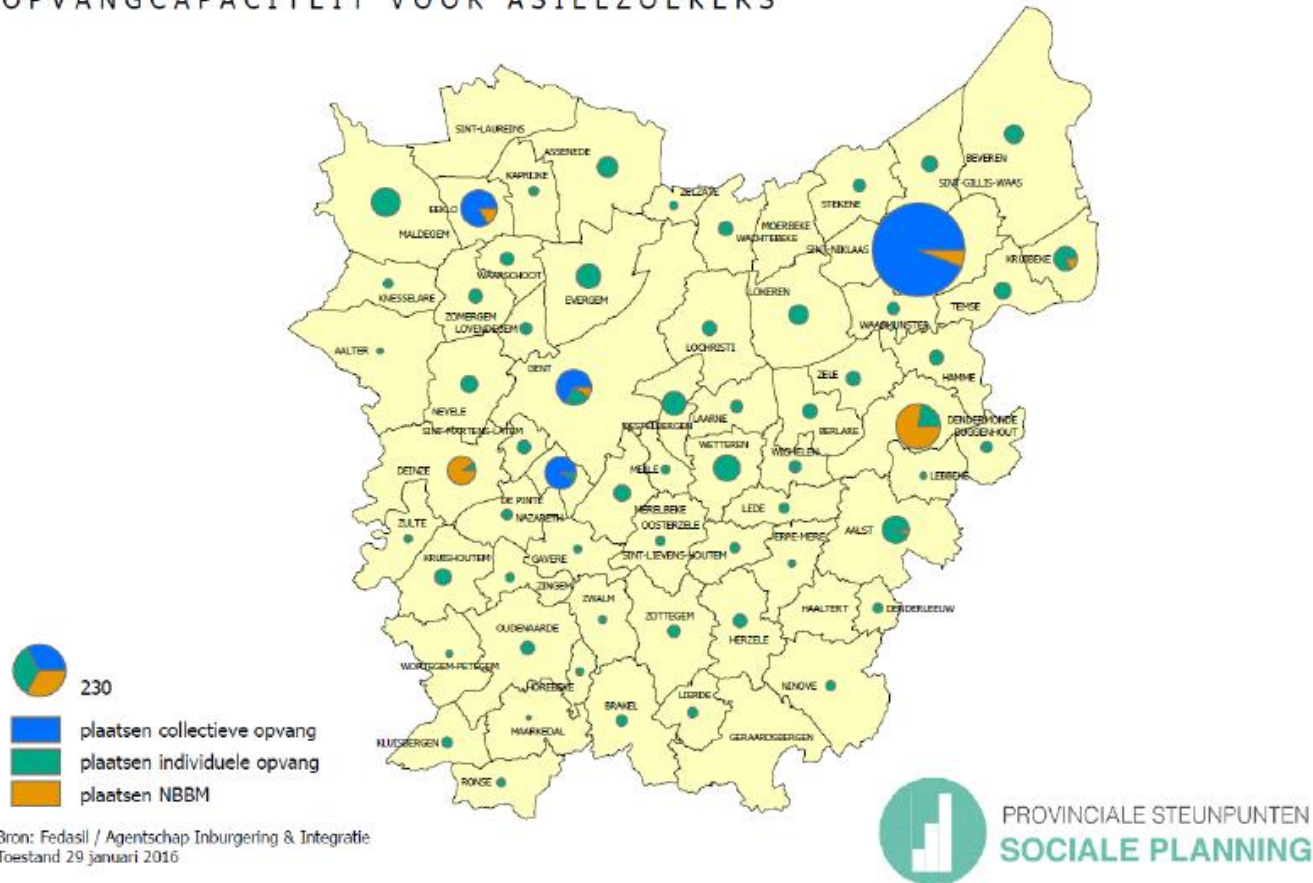 OPVANGCAPACITEIT VOOR ASIELZOEKERS
SINT-LAUREINS
ASSENEDE
KAPRIJKE
EEKLO
MALDEGEM
ZELZATE
MOERBEKE
WACHTEBEKE
STEKENE
BEVEREN
SINT-GILLIS-WAAS
SINT-NIKLAAS
KRUIBEKE
TEMSE
WAARSCHOOT
KNESSELARE
ZOMERGEM
LOVENDEGEM
EVERGEM
LOKEREN
WAASMUNSTER
AALTER
LOCHRISTI
HAMME
GENT
ZELE
NEVELE
DESTELBERGEN
LAARNE
BERLARE
DENDERMONDE
BUGGENHOUT
SINT-MARTENS-LATEM
WETTEREN
WICHELEN
DEINZE
MELLE
LEBBEKE
DE PINTE
NAZARETH
MERELBEKE
LEDE
ZULTE
OOSTERZELE
AALST
KRUISHOUTEM
GAVERE
SINT-LIEVENS-HOUTEM
ERPE-MERE
ZINGEM
ZWALM
HAALTERT
DENDERLEEUW
OUDENAARDE
ZOTTEGEM
HERZELE
WORTEGEM-PETEGEM
HOREBEKE
NINOVE
BRAKEL
LIERDE
KLUISBERGEN
MAARKEDAL
GERAARDSBERGEN
RONSE
230
plaatsen collectieve opvang
plaatsen individuele opvang
plaatsen NBBM
Bron: Fedasil / Agentschap Inburgering & Integratie
Toestand 29 januari 2016
PROVINCIALE STEUNPUNTEN
SOCIALE PLANNING